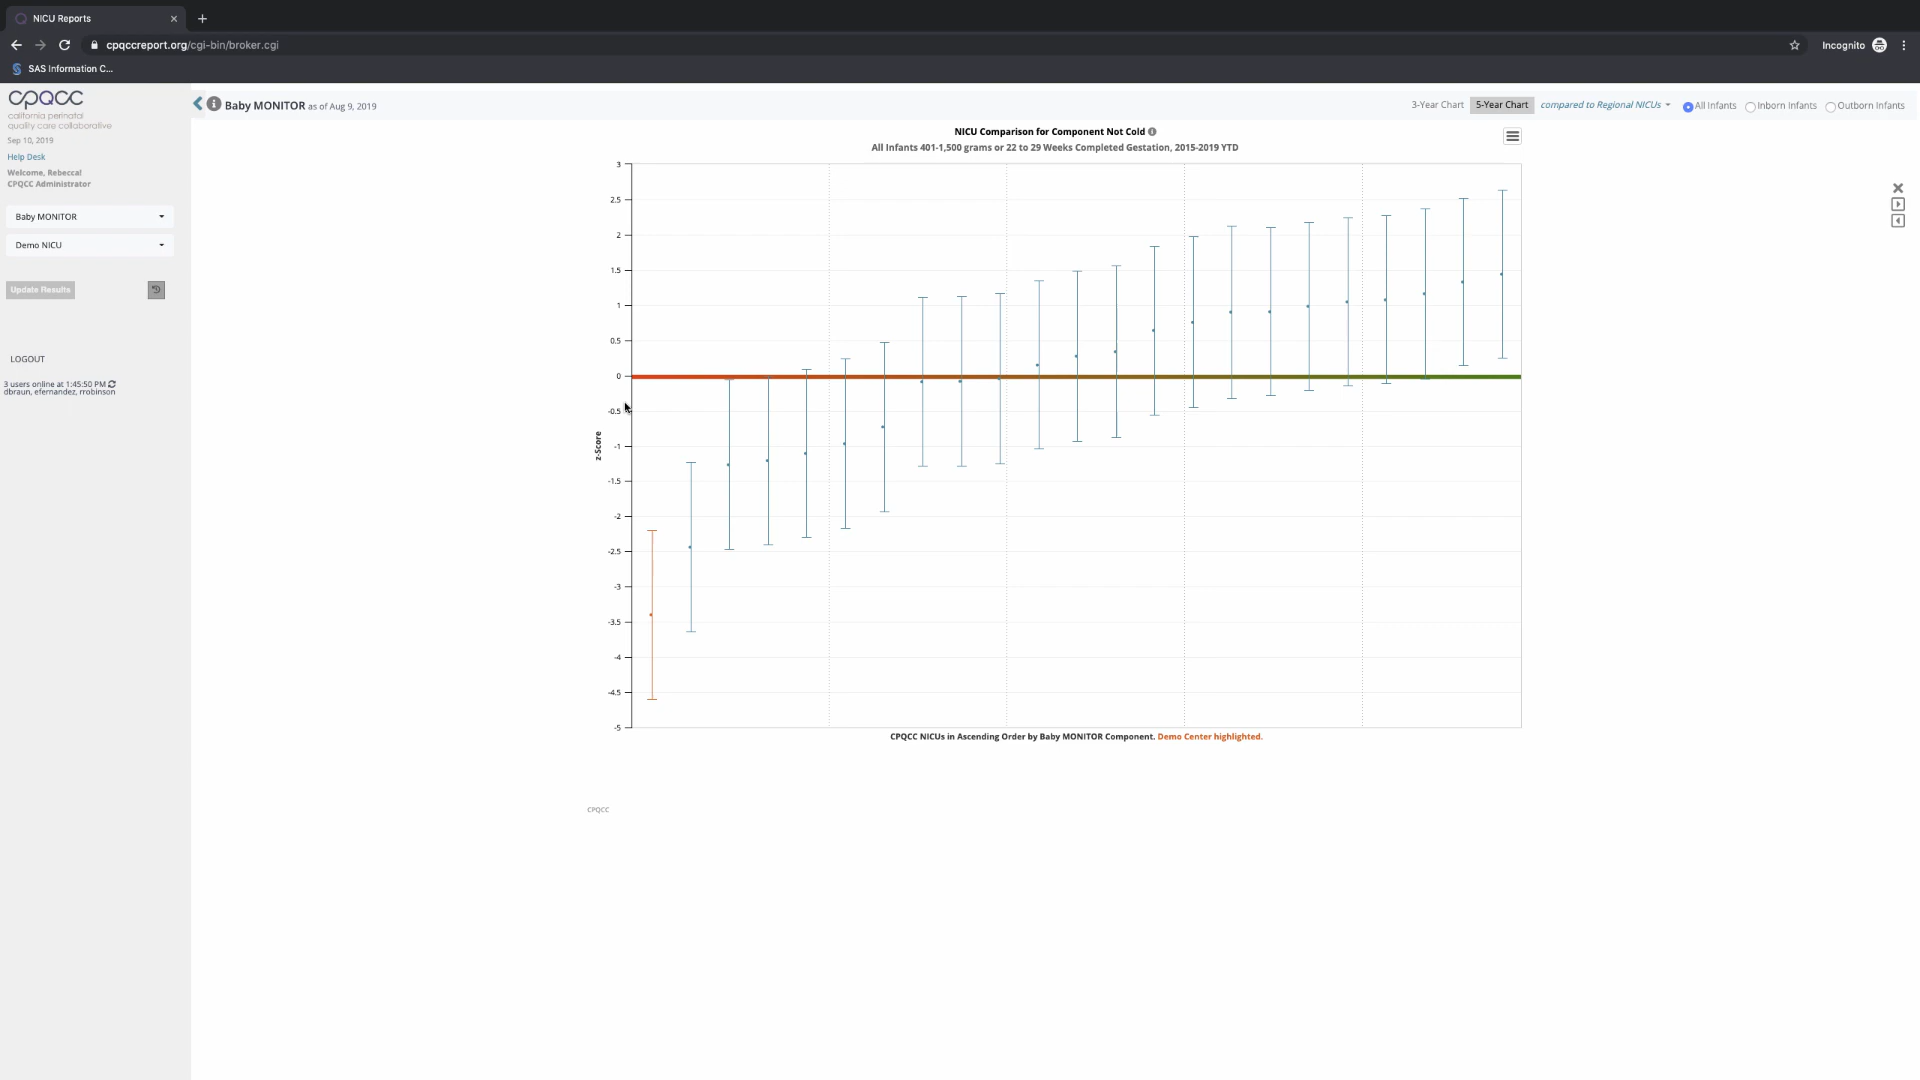 NICU Reports
cpqccreport.org/cgi-bin/broker.cgi
Incognito
SAS Information C...
cpqcc
california perinatal
quality care collaborative
Sep 10, 2019
Help Desk
Welcome, Rebecca!
CPQCC Administrator
Baby MONITOR
Demo NICU
Update Results
LOGOUT
3 users online at 1:45:50 PM
dbraun, efernandez, rrobinson
Baby MONITOR as of Aug 9, 2019
3-Year Chart 5-Year Chart compared to Regional NICUs All Infants Inborn Infants Outborn Infants
NICU Comparison for Component Not Cold
All Infants 401-1,500 grams or 22 to 29 Weeks Completed Gestation, 2015-2019 YTD
3
2.5
2
1.5
1
0.5
0
-0.5
-1
-1.5
-2
-2.5
-3
-3.5
-4
-4.5
-5
z-Score
CPQCC NICUs in Ascending Order by Baby MONITOR Component. Demo Center highlighted.
CPQCC